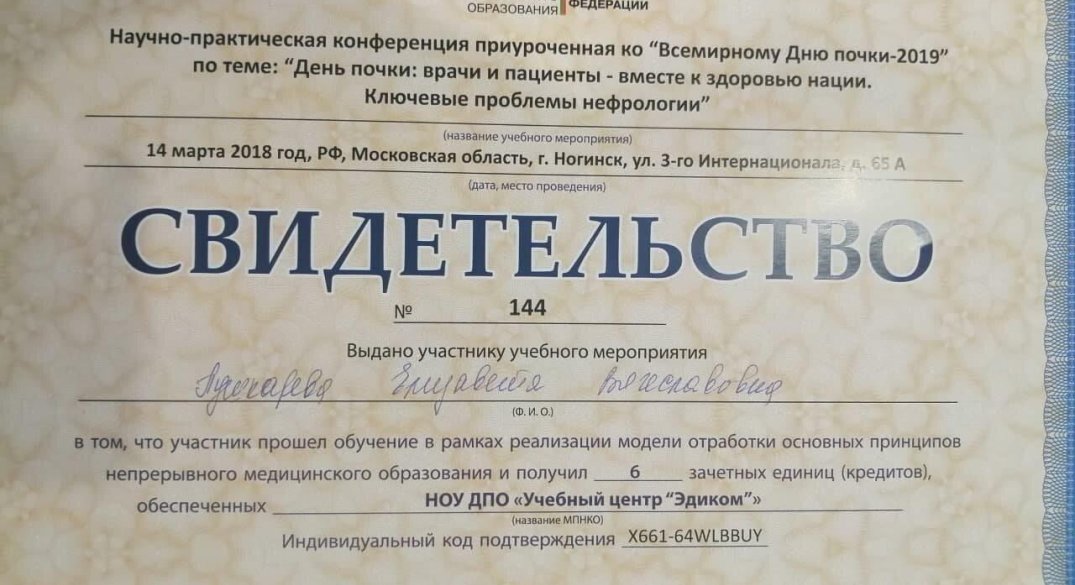 ОБРАЗОВАНИЯ ФЕДЕРАЦИИ
Научно-практическая конференция приуроченная ко "Всемирному Дню почки-2019"
по теме: "День почки: врачи и пациенты - вместе к здоровью нации.
Ключевые проблемы нефрологии"
(название учебного мероприятия)
14 марта 2018 год, РФ, Московская область, г. Ногинск, ул. 3-го Интернационала, д. 65 А
(дата, место проведения)
СВИДЕТЕЛЬСТВО
№ 144
Выдано участнику учебного мероприятия
Елизавета Вячеславовна
(Ф. И. О.)
в том, что участник прошел обучение в рамках реализации модели отработки основных принципов
непрерывного медицинского образования и получил 6 зачетных единиц (кредитов),
обеспеченных НОУ ДПО «Учебный центр "Эдиком"»
(название МПНКО)
Индивидуальный код подтверждения X661-64WLBBUY